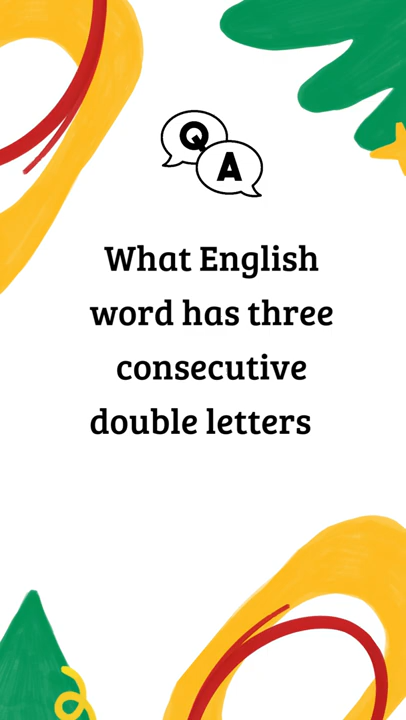 Q
A
What English
word has three
consecutive
double letters